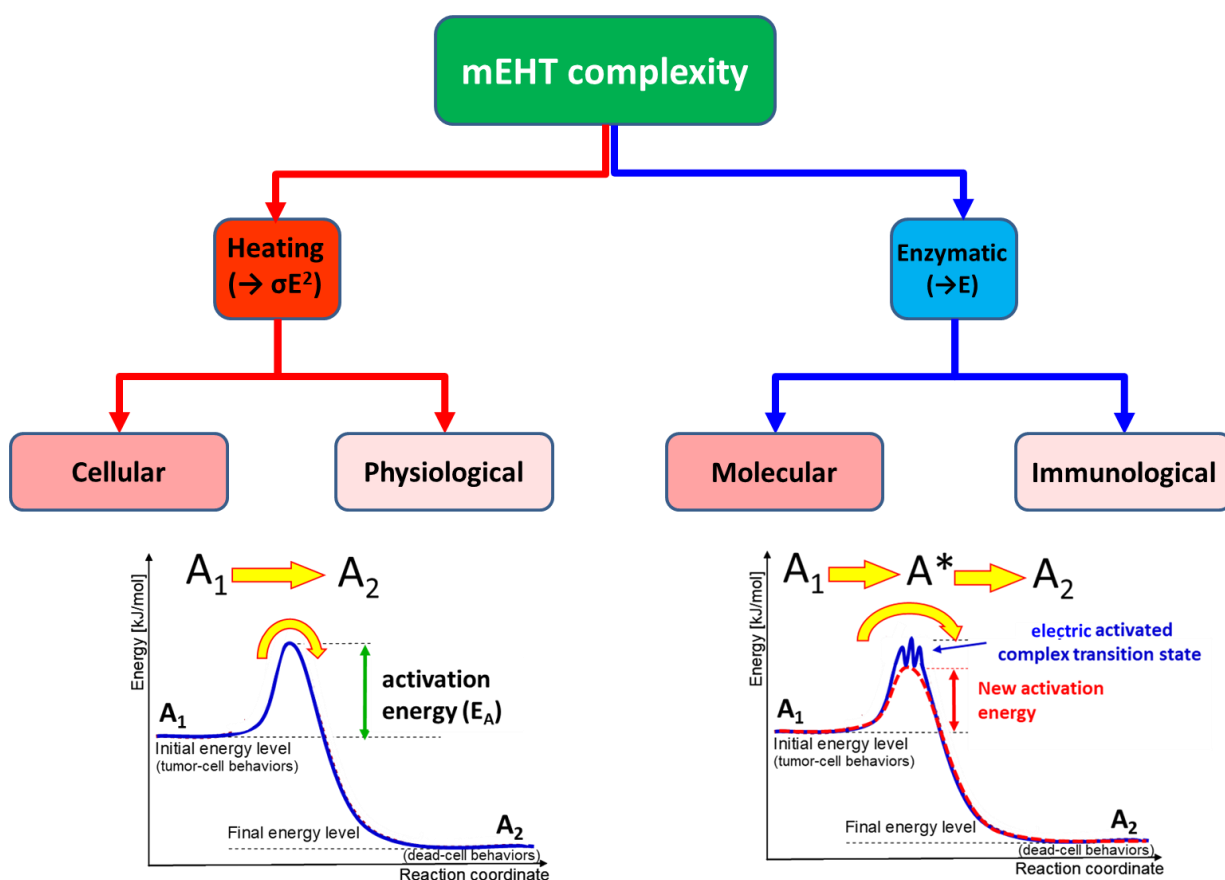 mEHT complexity
Heating
(→ σE²)
Enzymatic
(→E)
Cellular
Physiological
Molecular
Immunological
Energy [kJ/mol]
A₁
A₂
activation
energy (E_A)
A₁
Initial energy level
(tumor-cell behaviors)
Final energy level
A₂
(dead-cell behaviors)
Reaction coordinate
Energy [kJ/mol]
A₁
A*
A₂
electric activated
complex transition state
New activation
energy
A₁
Initial energy level
(tumor-cell behaviors)
Final energy level
A₂
(dead-cell behaviors)
Reaction coordinate